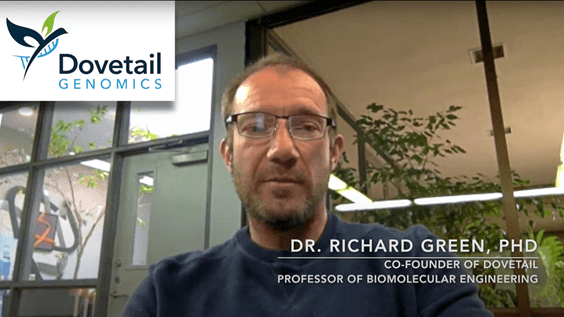 Dovetail
GENOMICS
DR. RICHARD GREEN, PHD
CO-FOUNDER OF DOVETAIL
PROFESSOR OF BIOMOLECULAR ENGINEERING